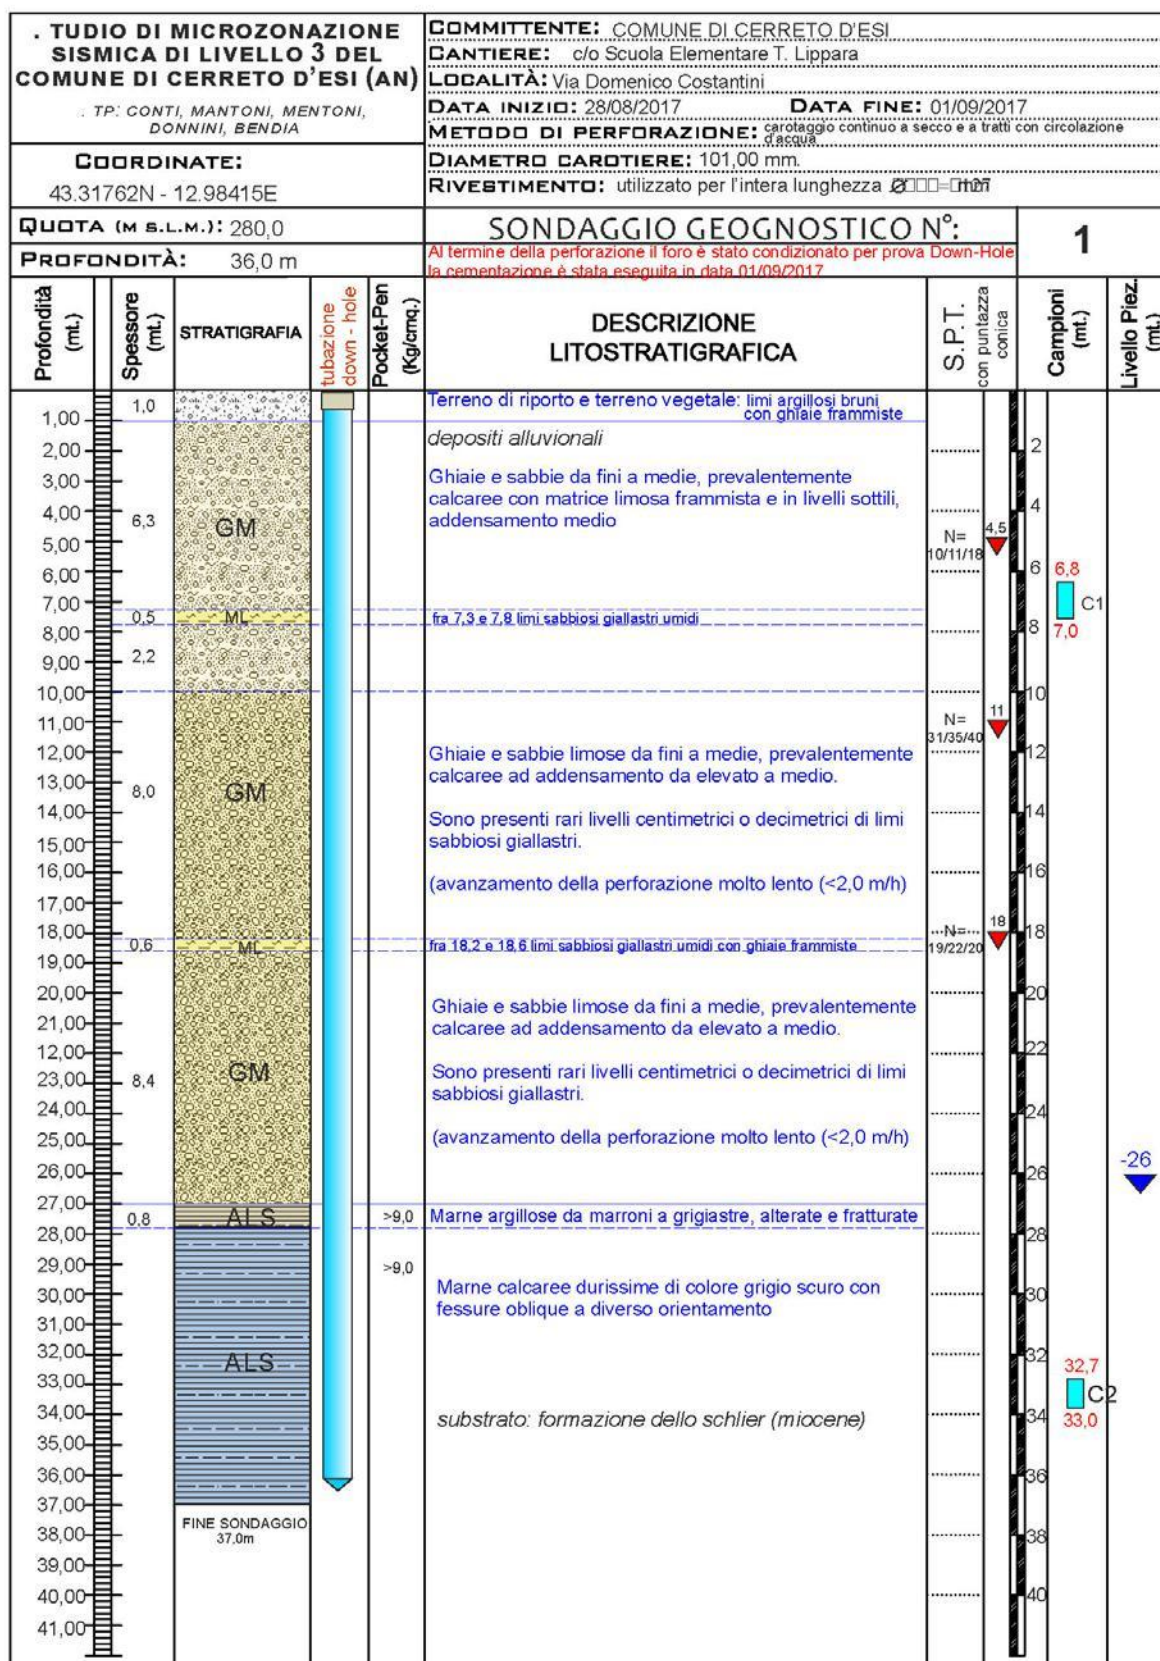 . TUDIO DI MICROZONAZIONE
SISMICA DI LIVELLO 3 DEL
COMUNE DI CERRETO D'ESI (AN)
. TP: CONTI, MANTONI, MENTONI,
DONNINI, BENDIA
COORDINATE:
43.31762N - 12.98415E
QUOTA (M S.L.M.): 280,0
PROFONDITÀ: 36,0 m
COMMITTENTE: COMUNE DI CERRETO D'ESI
CANTIERE: c/o Scuola Elementare T. Lippara
LOCALITÀ: Via Domenico Costantini
DATA INIZIO: 28/08/2017 DATA FINE: 01/09/2017
METODO DI PERFORAZIONE: carotaggio continuo a secco e a tratti con circolazione
d'acqua
DIAMETRO CAROTIERE: 101,00 mm.
RIVESTIMENTO: utilizzato per l'intera lunghezza
SONDAGGIO GEOGNOSTICO N°:
1
Al termine della perforazione il foro è stato condizionato per prova Down-Hole
la cementazione è stata eseguita in data 01/09/2017
Profondità (mt.)
Spessore (mt.)
STRATIGRAFIA
tubazione down - hole
Pocket-Pen (Kg/cmq.)
DESCRIZIONE
LITOSTRATIGRAFICA
S.P.T.
con puntazza conica
Campioni (mt.)
Livello Piez. (mt.)
1,0
Terreno di riporto e terreno vegetale: limi argillosi bruni
con ghiaie frammiste
1,00
depositi alluvionali
2,00
2
3,00
Ghiaie e sabbie da fini a medie, prevalentemente
calcaree con matrice limosa frammista e in livelli sottili,
addensamento medio
4,00
4
6,3
GM
4,5
N=
10/11/18
5,00
6,00
6
6,8
C1
7,0
7,00
0,5
ML
fra 7,3 e 7,8 limi sabbiosi giallastri umidi
8,00
8
9,00
2,2
10,00
10
11,00
N=
31/35/40
11
12,00
12
Ghiaie e sabbie limose da fini a medie, prevalentemente
calcaree ad addensamento da elevato a medio.
13,00
8,0
GM
14,00
14
Sono presenti rari livelli centimetrici o decimetrici di limi
sabbiosi giallastri.
15,00
16,00
16
(avanzamento della perforazione molto lento (<2,0 m/h)
17,00
18,00
18
18
N=
19/22/20
0,6
ML
fra 18,2 e 18,6 limi sabbiosi giallastri umidi con ghiaie frammiste
19,00
20,00
20
Ghiaie e sabbie limose da fini a medie, prevalentemente
calcaree ad addensamento da elevato a medio.
21,00
12,00
22
23,00
8,4
GM
Sono presenti rari livelli centimetrici o decimetrici di limi
sabbiosi giallastri.
24,00
24
25,00
(avanzamento della perforazione molto lento (<2,0 m/h)
26,00
26
-26
27,00
0,8
ALS
>9,0
Marne argillose da marroni a grigiastre, alterate e fratturate
28,00
28
29,00
>9,0
Marne calcaree durissime di colore grigio scuro con
fessure oblique a diverso orientamento
30,00
30
31,00
32,00
32
ALS
32,7
C2
33,0
33,00
34,00
34
substrato: formazione dello schlier (miocene)
35,00
36,00
36
37,00
FINE SONDAGGIO
37,0m
38,00
38
39,00
40,00
40
41,00